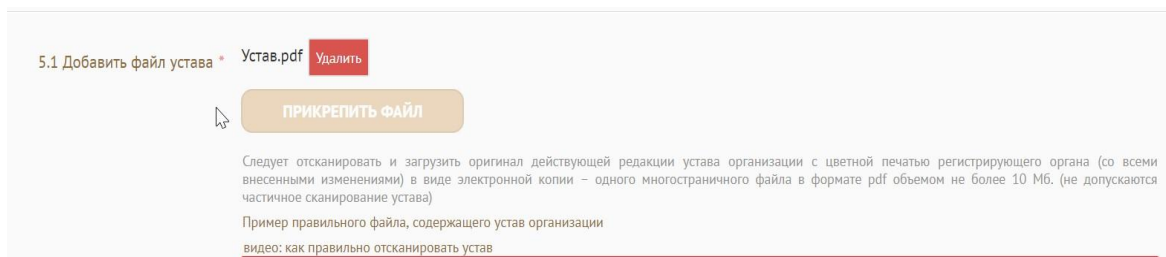 5.1 Добавить файл устава * Устав.pdf Удалить
ПРИКРЕПИТЬ ФАЙЛ
Следует отсканировать и загрузить оригинал действующей редакции устава организации с цветной печатью регистрирующего органа (со всеми
внесенными изменениями) в виде электронной копии – одного многостраничного файла в формате pdf объемом не более 10 Мб. (не допускаются
частичное сканирование устава)
Пример правильного файла, содержащего устав организации
видео: как правильно отсканировать устав